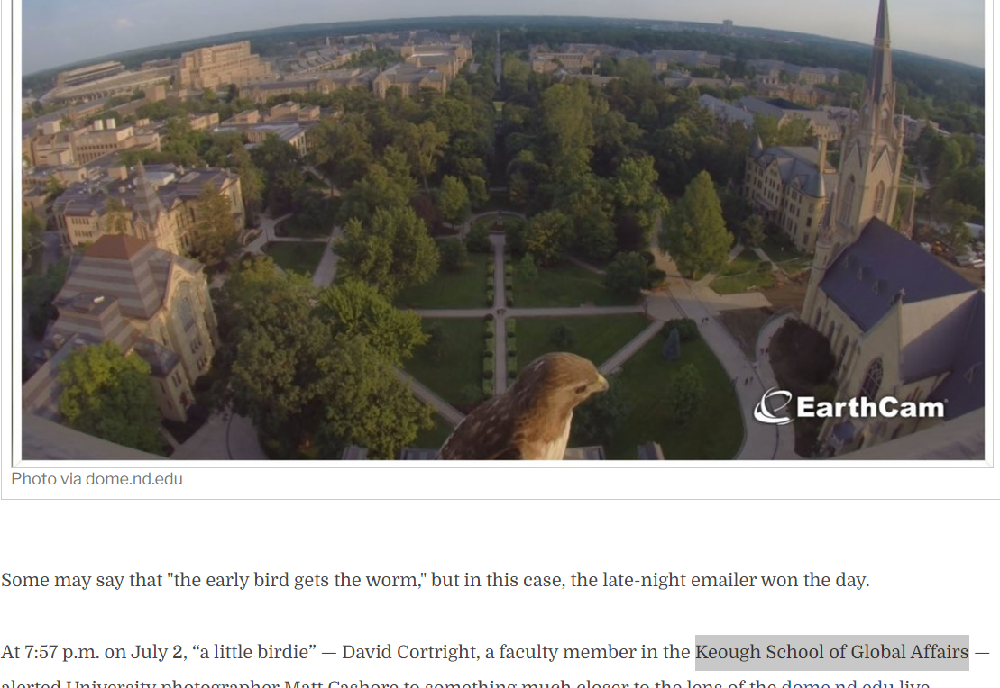 EarthCam
Photo via dome.nd.edu
Some may say that "the early bird gets the worm," but in this case, the late-night emailer won the day.
At 7:57 p.m. on July 2, “a little birdie” — David Cortright, a faculty member in the Keough School of Global Affairs —
alerted University photographer Matt Cashore to something much closer to the lens of the dome.nd.edu live